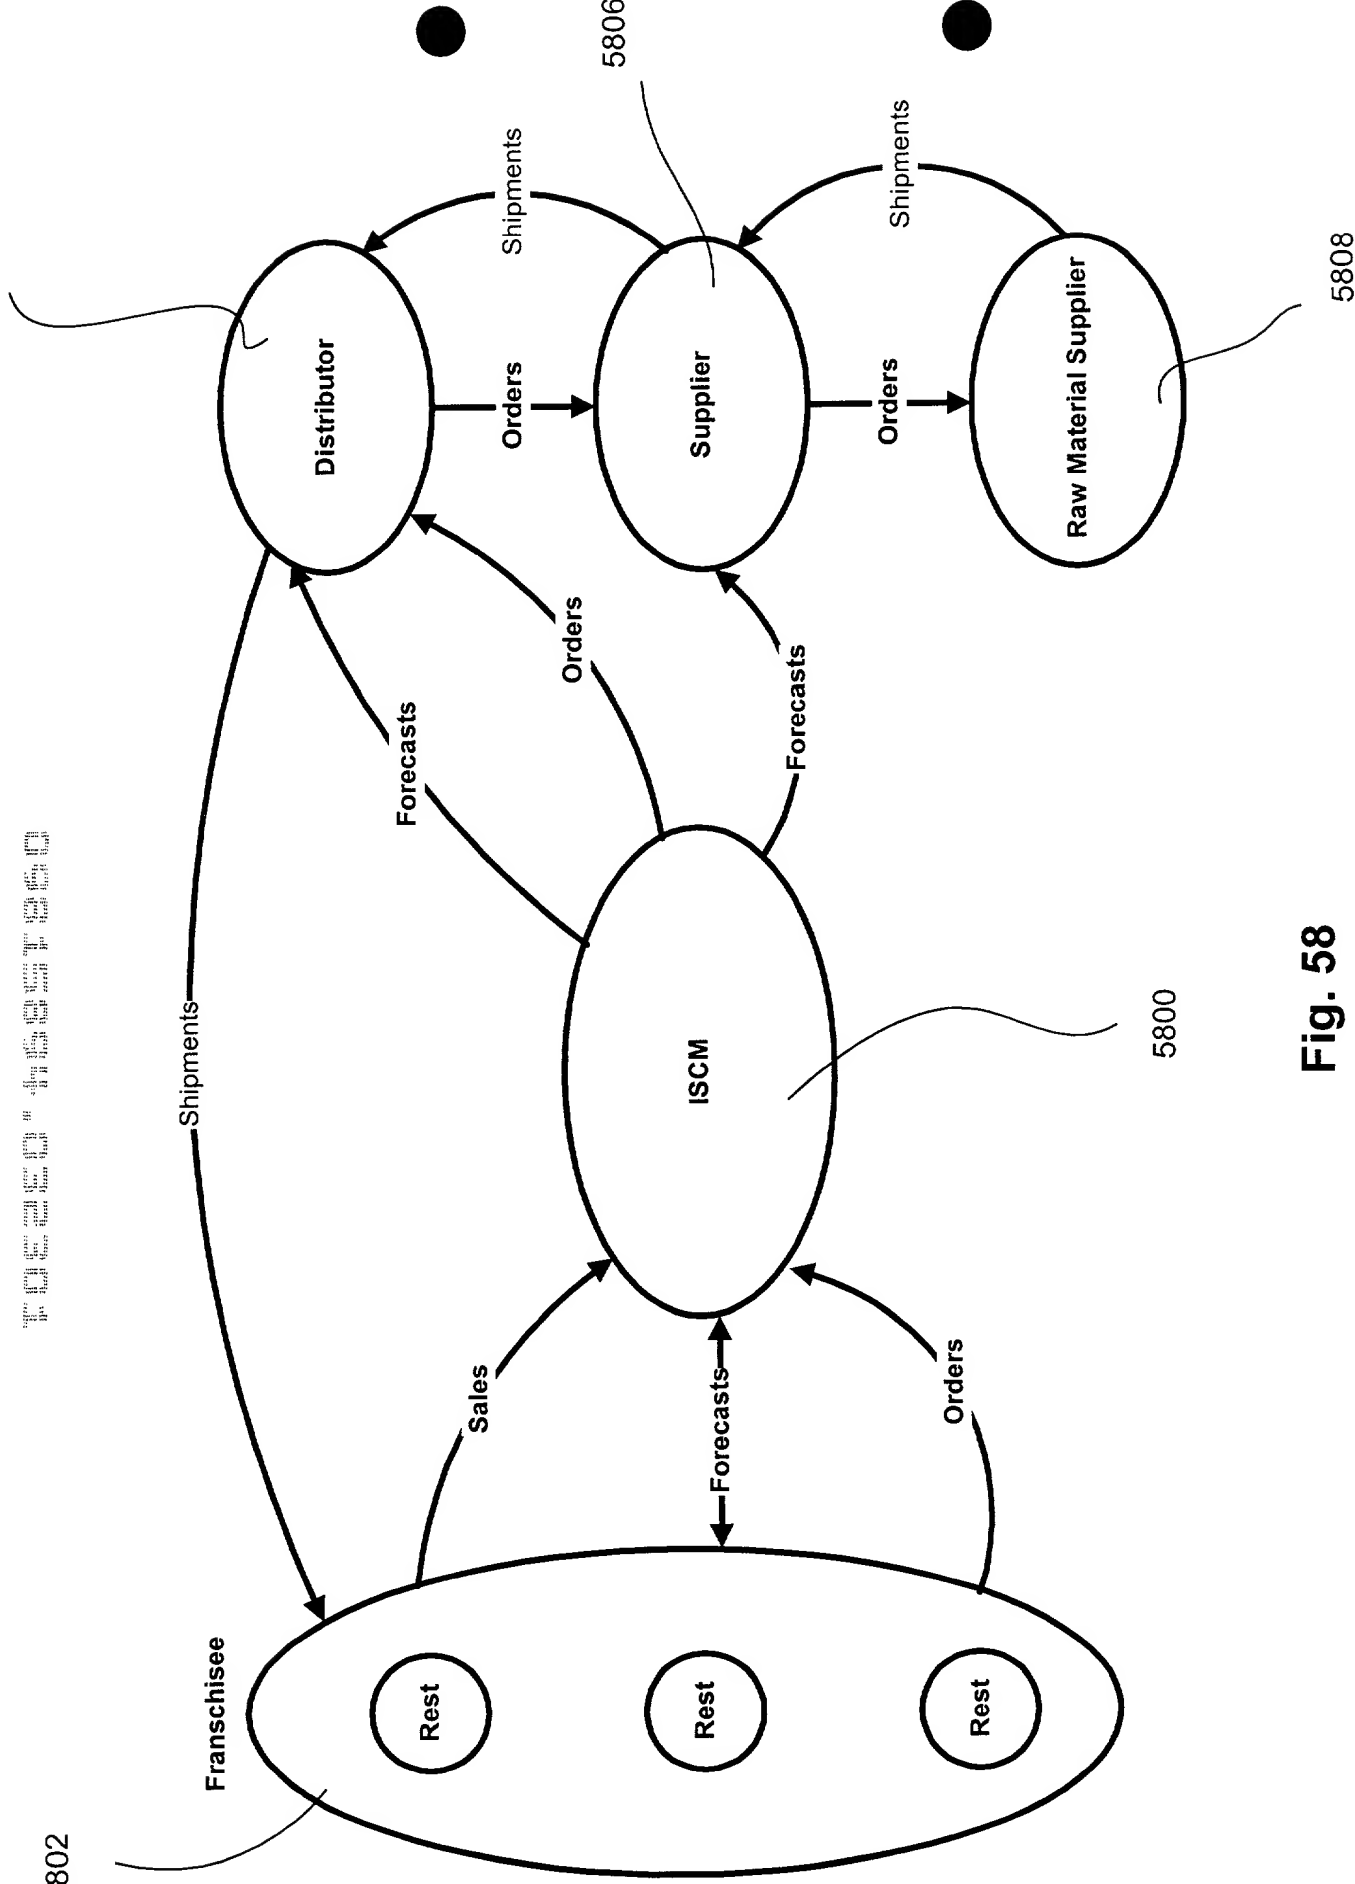 Franschisee
802
Rest
Rest
Rest
Shipments
Sales
Forecasts
Orders
ISCM
5800
Forecasts
Orders
Forecasts
Distributor
Orders
Shipments
Supplier
5806
Orders
Shipments
Raw Material Supplier
5808
Fig. 58